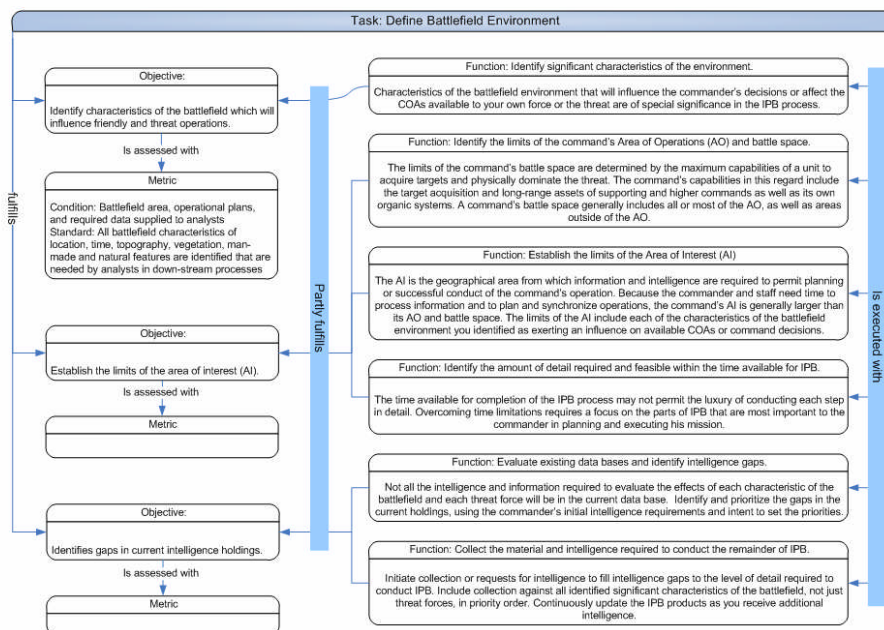 Task: Define Battlefield Environment
Objective:
Identify characteristics of the battlefield which will
influence friendly and threat operations.
Is assessed with
Metric
Condition: Battlefield area, operational plans,
and required data supplied to analysts
Standard: All battlefield characteristics of
location, time, topography, vegetation, man-
made and natural features are identified that are
needed by analysts in down-stream processes
fulfills
Objective:
Establish the limits of the area of interest (AI).
Is assessed with
Metric
Objective:
Identifies gaps in current intelligence holdings.
Is assessed with
Metric
Partly fulfills
Function: Identify significant characteristics of the environment.
Characteristics of the battlefield environment that will influence the commander's decisions or affect the
COAs available to your own force or the threat are of special significance in the IPB process.
Function: Identify the limits of the command's Area of Operations (AO) and battle space.
The limits of the command's battle space are determined by the maximum capabilities of a unit to
acquire targets and physically dominate the threat. The command's capabilities in this regard include
the target acquisition and long-range assets of supporting and higher commands as well as its own
organic systems. A command's battle space generally includes all or most of the AO, as well as areas
outside of the AO.
Function: Establish the limits of the Area of Interest (AI)
The AI is the geographical area from which information and intelligence are required to permit planning
or successful conduct of the command's operation. Because the commander and staff need time to
process information and to plan and synchronize operations, the command's AI is generally larger than
its AO and battle space. The limits of the AI include each of the characteristics of the battlefield
environment you identified as exerting an influence on available COAs or command decisions.
Function: Identify the amount of detail required and feasible within the time available for IPB.
The time available for completion of the IPB process may not permit the luxury of conducting each step
in detail. Overcoming time limitations requires a focus on the parts of IPB that are most important to the
commander in planning and executing his mission.
Function: Evaluate existing data bases and identify intelligence gaps.
Not all the intelligence and information required to evaluate the effects of each characteristic of the
battlefield and each threat force will be in the current data base. Identify and prioritize the gaps in the
current holdings, using the commander's initial intelligence requirements and intent to set the priorities.
Function: Collect the material and intelligence required to conduct the remainder of IPB.
Initiate collection or requests for intelligence to fill intelligence gaps to the level of detail required to
conduct IPB. Include collection against all identified significant characteristics of the battlefield, not just
threat forces, in priority order. Continuously update the IPB products as you receive additional
intelligence.
Is executed with